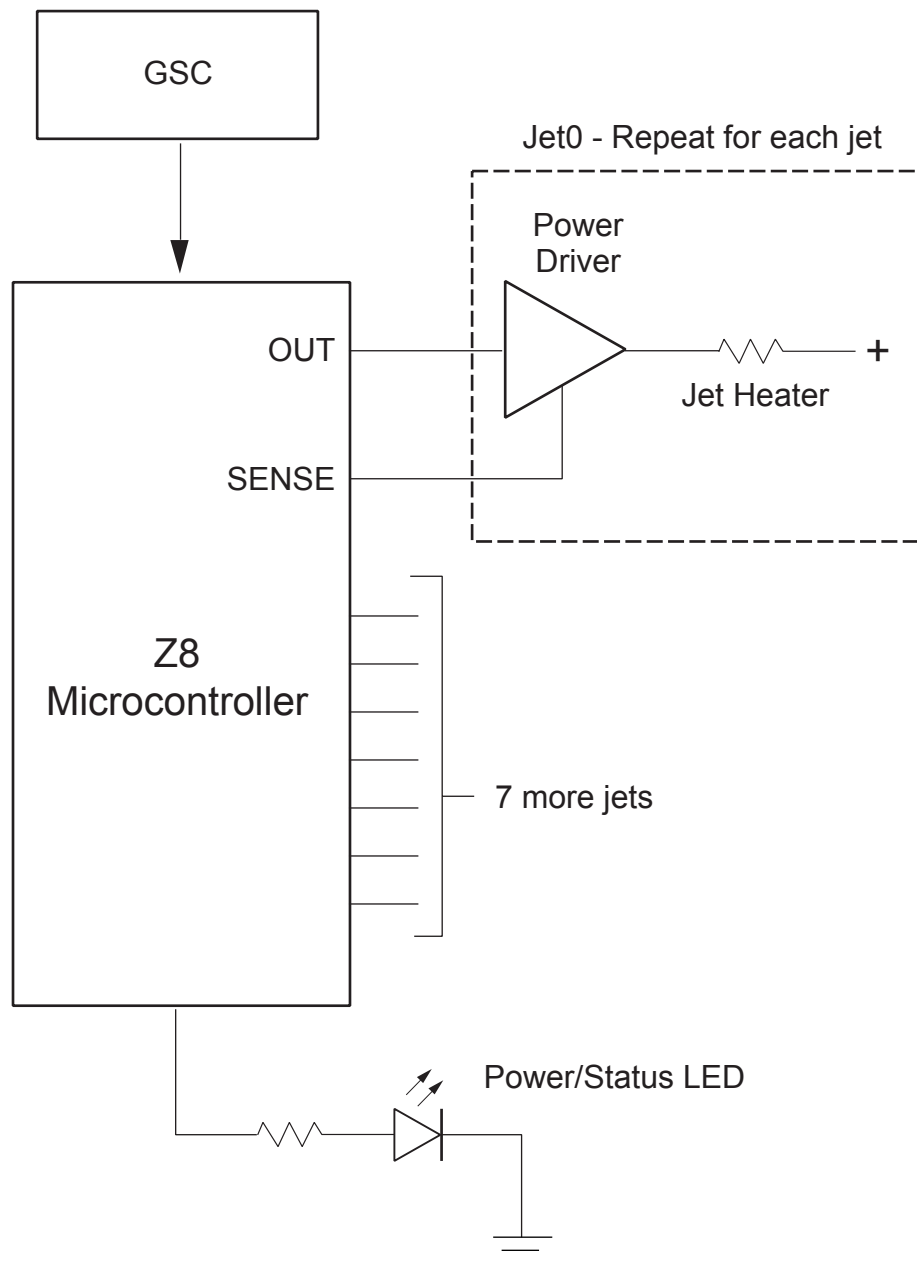 GSC
Jet0 - Repeat for each jet
Power
Driver
OUT
+
Jet Heater
SENSE
Z8
Microcontroller
7 more jets
Power/Status LED